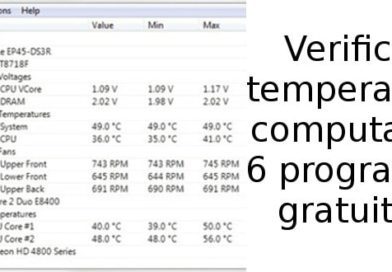 ons Help
Value Min Max
e EP45-DS3R
T8718F
Voltages
CPU VCore 1.09 V 1.09 V 1.17 V
DRAM 2.02 V 1.98 V 2.02 V
Temperatures
System 49.0 °C 49.0 °C 49.0 °C
CPU 36.0 °C 35.0 °C 41.0 °C
Fans
Upper Front 743 RPM 743 RPM 745 RPM
Lower Front 645 RPM 644 RPM 645 RPM
Upper Back 691 RPM 690 RPM 691 RPM
re 2 Duo E8400
peratures
U Core #1 40.0 °C 39.0 °C 50.0 °C
U Core #2 48.0 °C 48.0 °C 56.0 °C
eon HD 4800 Series
Verific
tempera
computa
6 progra
gratuit